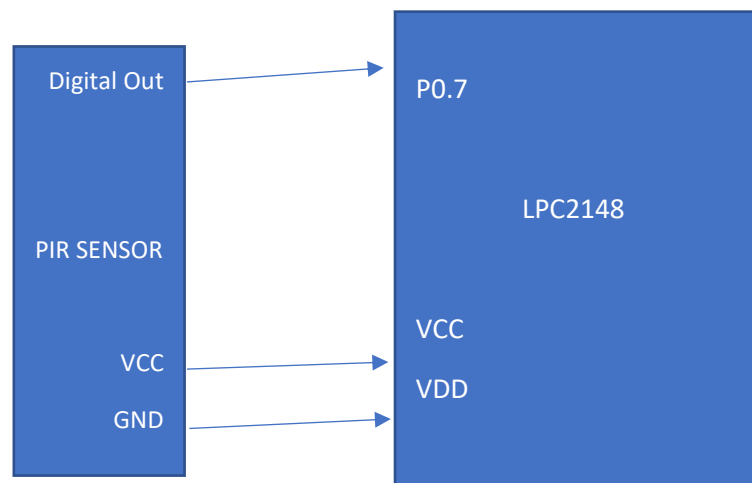 Digital Out
PIR SENSOR
VCC
GND
P0.7
LPC2148
VCC
VDD